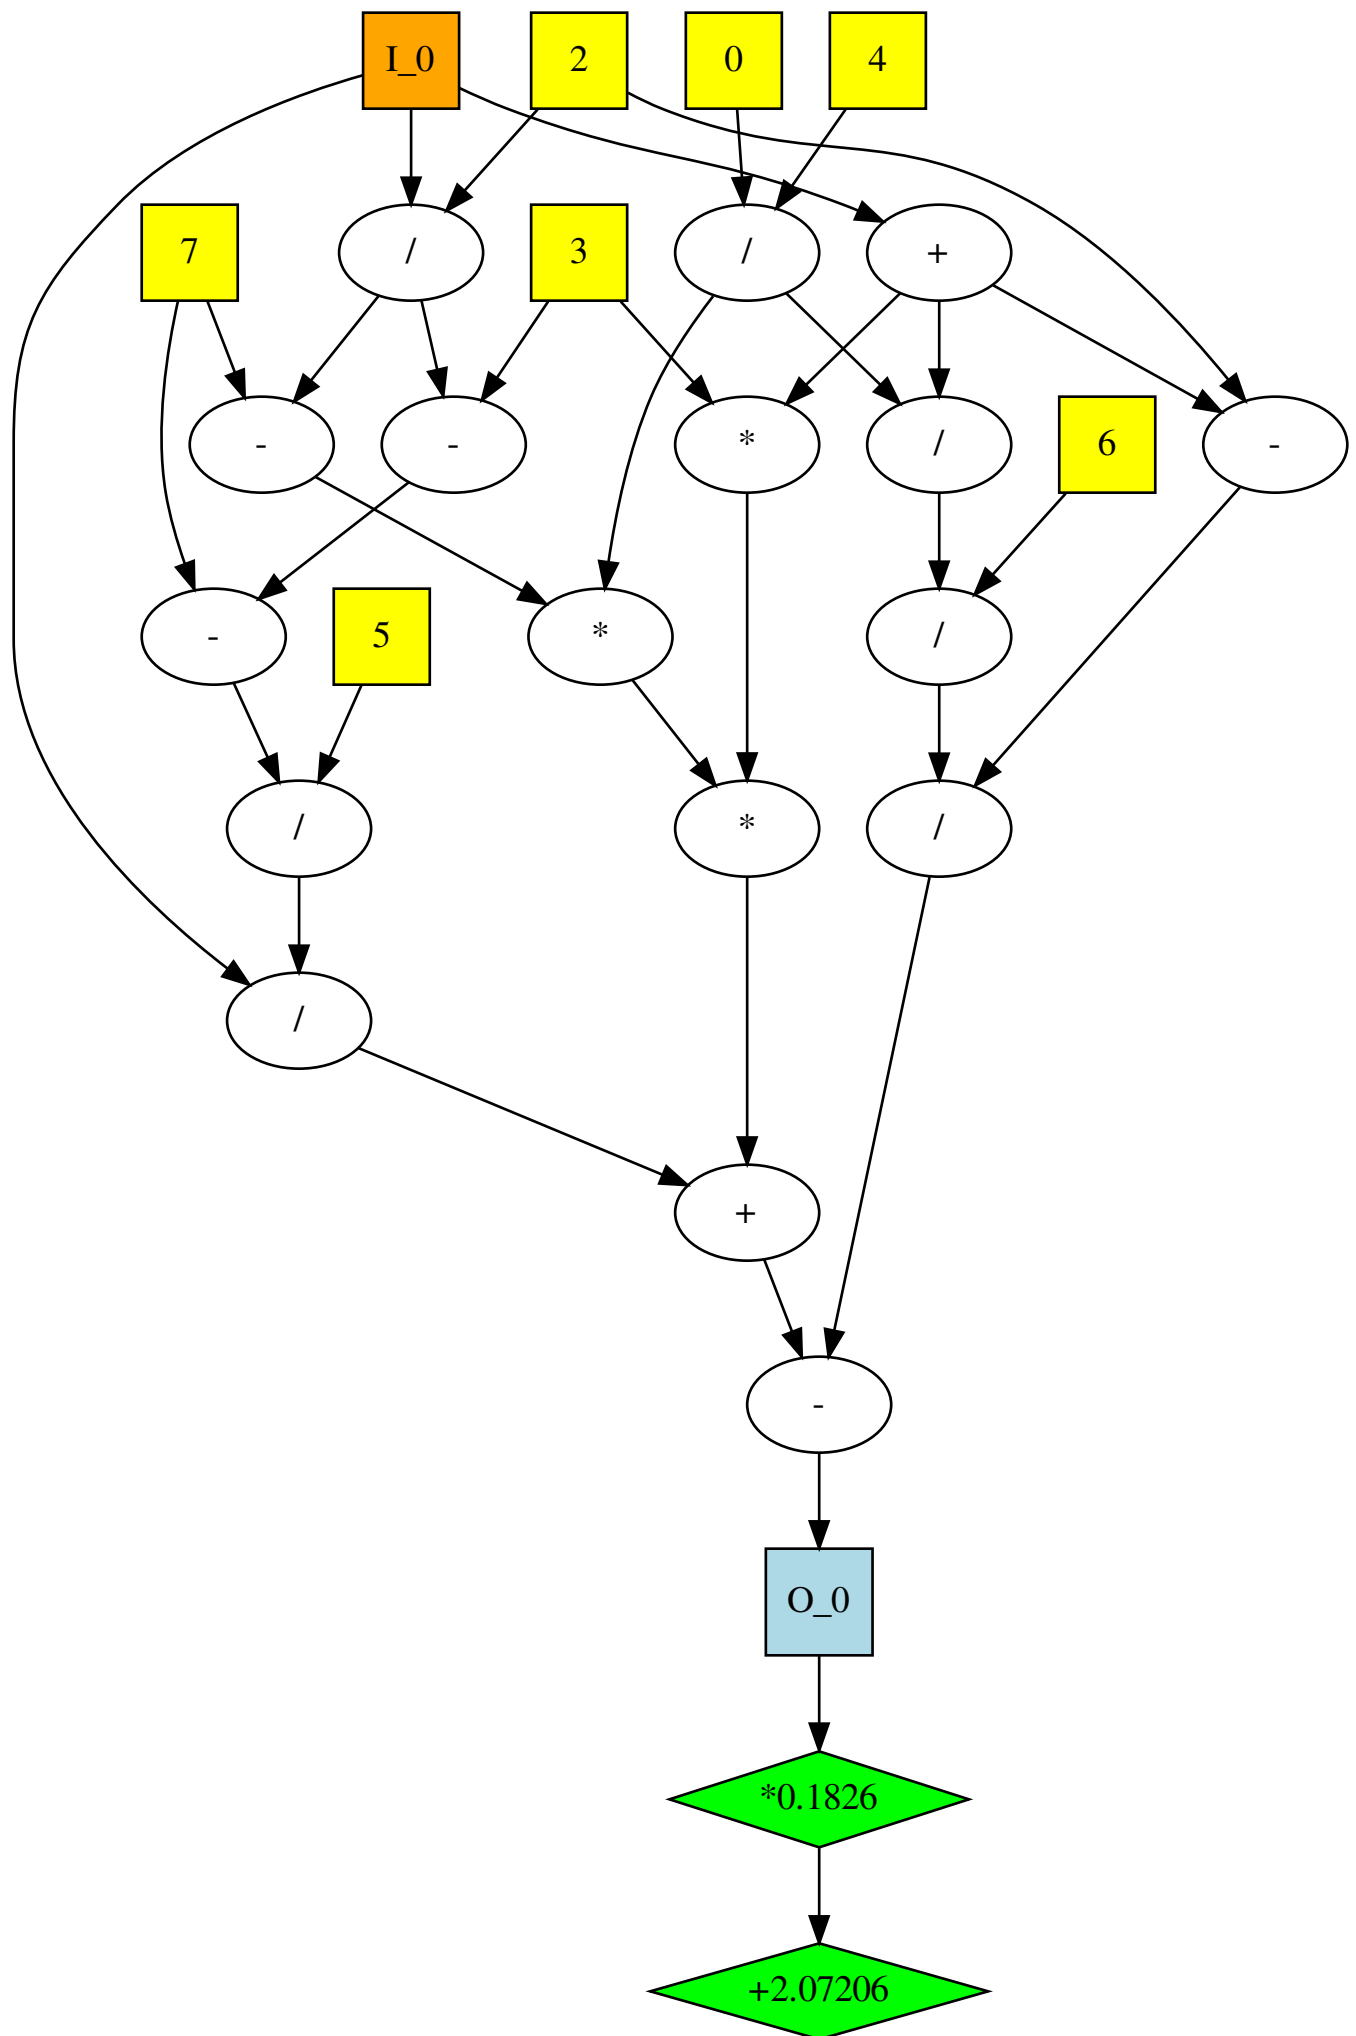 I_0 2 0 4
7 / 3 / +
- - * / 6 -
- 5 * /
/ * /
/
+
-
O_0
*0.1826
+2.07206